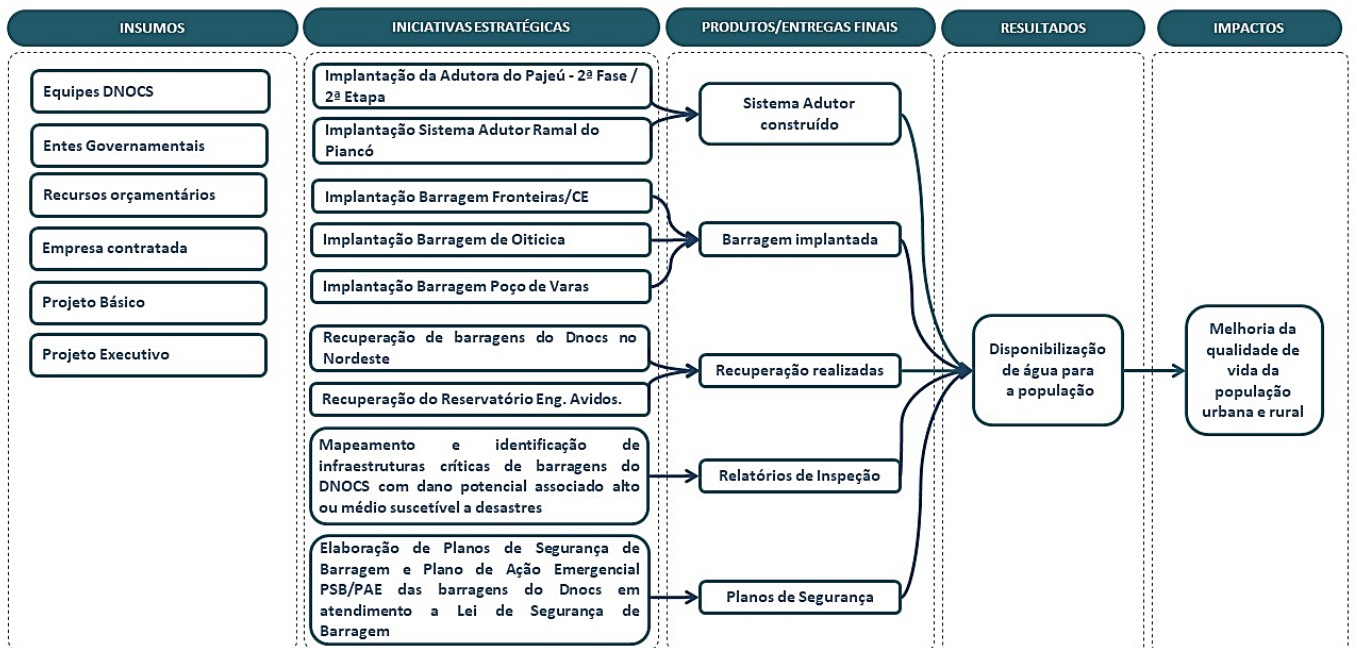 INSUMOS
INICIATIVAS ESTRATÉGICAS
PRODUTOS/ENTREGAS FINAIS
RESULTADOS
IMPACTOS
Equipes DNOCS
Entes Governamentais
Recursos orçamentários
Empresa contratada
Projeto Básico
Projeto Executivo
Implantação da Adutora do Pajeú - 2ª Fase /
2ª Etapa
Implantação Sistema Adutor Ramal do
Piancó
Implantação Barragem Fronteiras/CE
Implantação Barragem de Oiticica
Implantação Barragem Poço de Varas
Recuperação de barragens do Dnocs no
Nordeste
Recuperação do Reservatório Eng. Avidos.
Mapeamento e identificação de
infraestruturas críticas de barragens do
DNOCS com dano potencial associado alto
ou médio suscetível a desastres
Elaboração de Planos de Segurança de
Barragem e Plano de Ação Emergencial
PSB/PAE das barragens do Dnocs em
atendimento a Lei de Segurança de
Barragem
Sistema Adutor
construído
Barragem implantada
Recuperação realizadas
Relatórios de Inspeção
Planos de Segurança
Disponibilização
de água para
a população
Melhoria da
qualidade de
vida da
população
urbana e rural